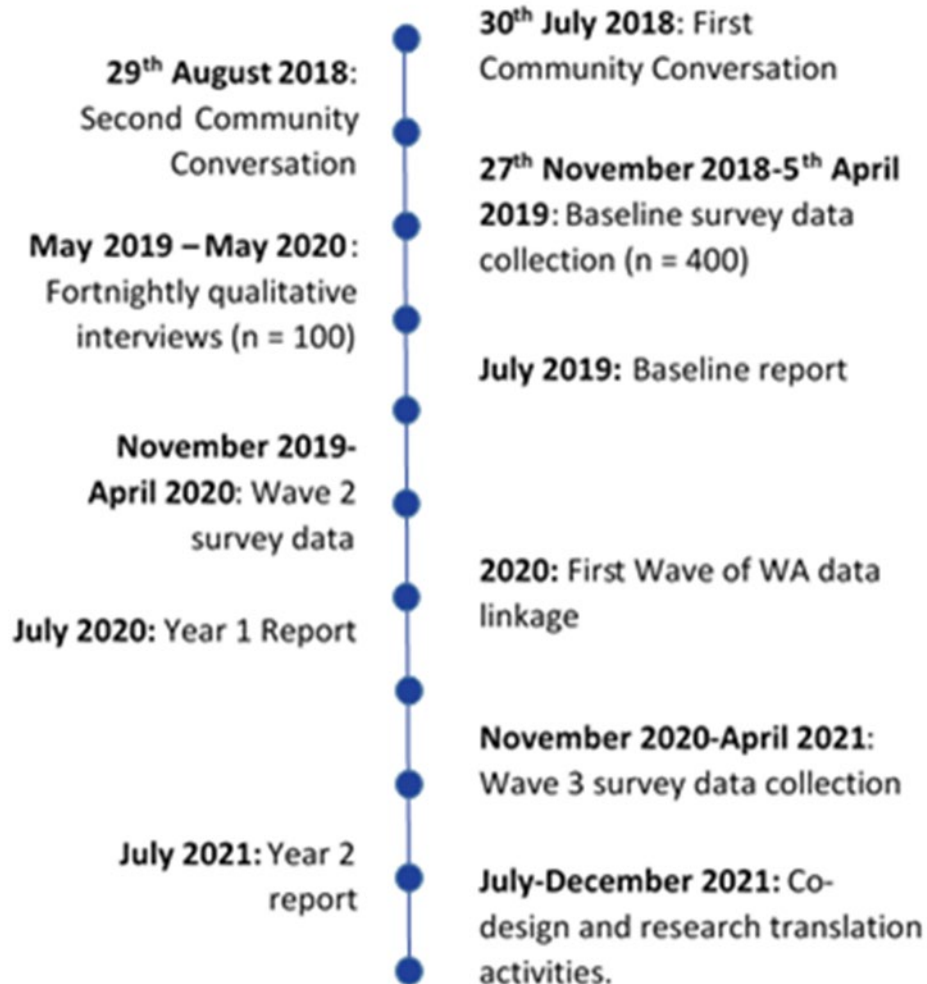 30th July 2018: First
Community Conversation
29th August 2018:
Second Community
Conversation
27th November 2018-5th April
2019: Baseline survey data
collection (n = 400)
May 2019 – May 2020:
Fortnightly qualitative
interviews (n = 100)
July 2019: Baseline report
November 2019-
April 2020: Wave 2
survey data
2020: First Wave of WA data
linkage
July 2020: Year 1 Report
November 2020-April 2021:
Wave 3 survey data collection
July 2021: Year 2
report
July-December 2021: Co-
design and research translation
activities.